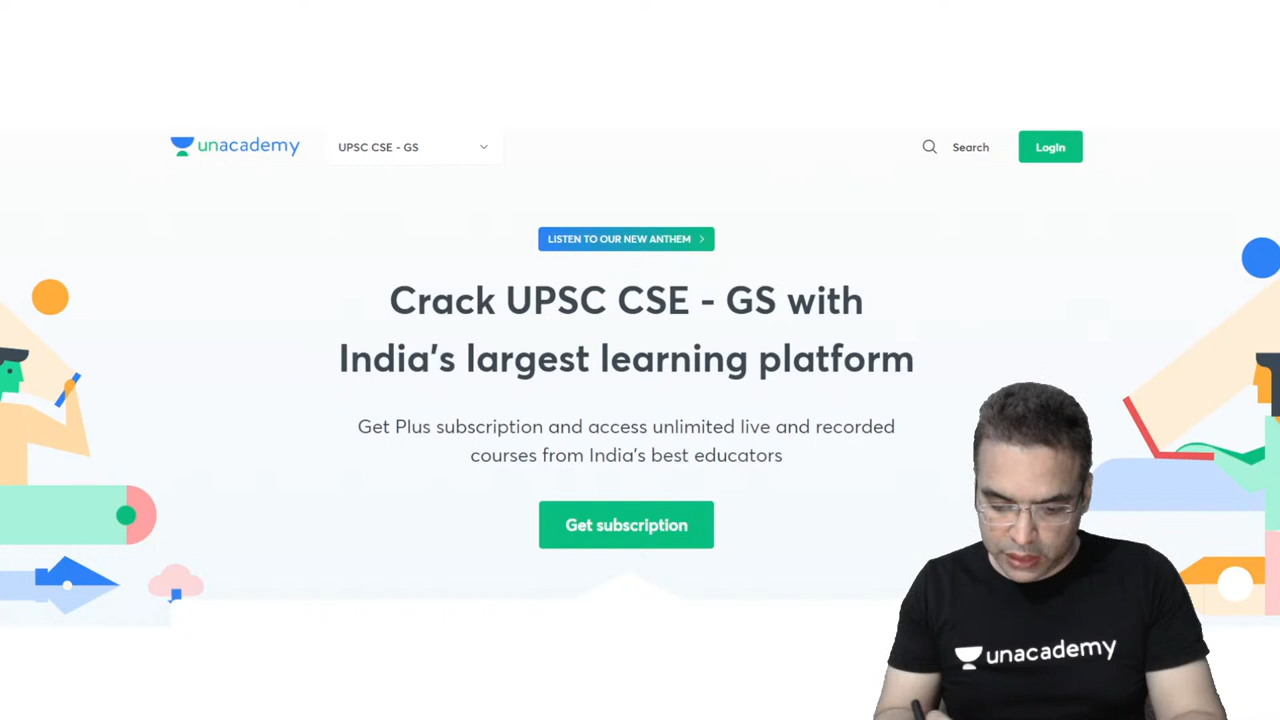 unacademy
UPSC CSE - GS
Search
Login
LISTEN TO OUR NEW ANTHEM
Crack UPSC CSE - GS with
India's largest learning platform
Get Plus subscription and access unlimited live and recorded
courses from India's best educators
Get subscription
unacademy